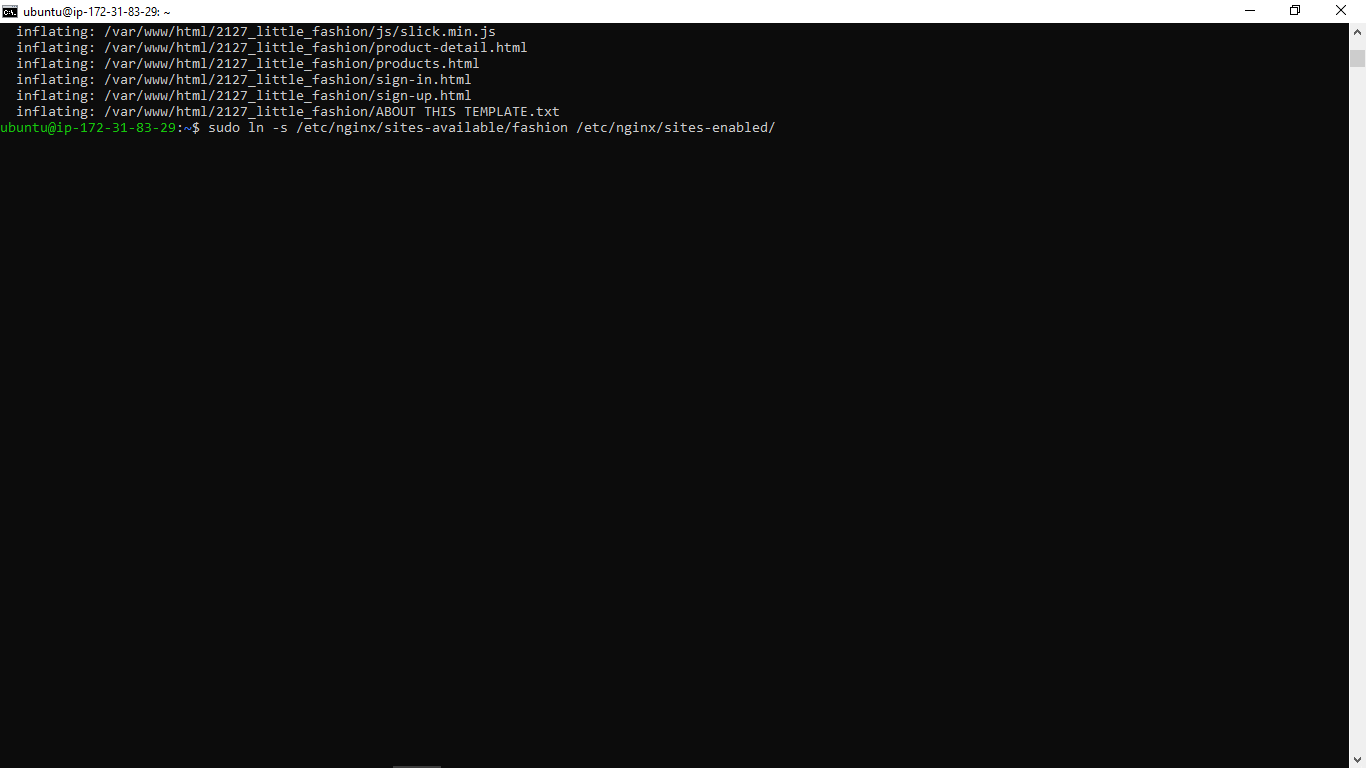 ubuntu@ip-172-31-83-29: ~
inflating: /var/www/html/2127_little_fashion/js/slick.min.js
inflating: /var/www/html/2127_little_fashion/product-detail.html
inflating: /var/www/html/2127_little_fashion/products.html
inflating: /var/www/html/2127_little_fashion/sign-in.html
inflating: /var/www/html/2127_little_fashion/sign-up.html
inflating: /var/www/html/2127_little_fashion/ABOUT THIS TEMPLATE.txt
ubuntu@ip-172-31-83-29:~$ sudo ln -s /etc/nginx/sites-available/fashion /etc/nginx/sites-enabled/